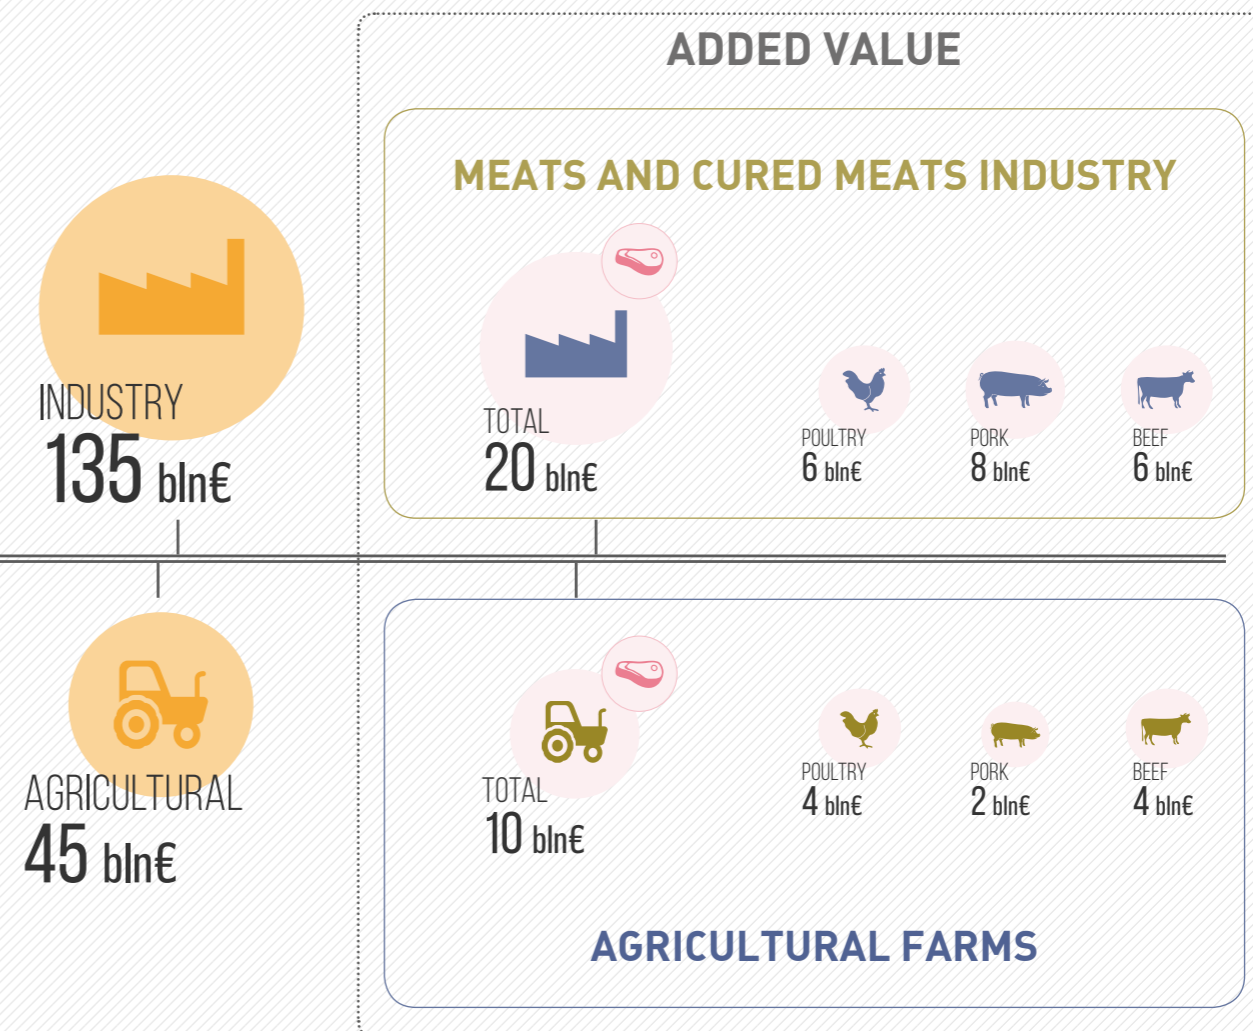 ADDED VALUE
MEATS AND CURED MEATS INDUSTRY
INDUSTRY
135 bln€
TOTAL
20 bln€
POULTRY
6 bln€
PORK
8 bln€
BEEF
6 bln€
AGRICULTURAL
45 bln€
TOTAL
10 bln€
POULTRY
4 bln€
PORK
2 bln€
BEEF
4 bln€
AGRICULTURAL FARMS